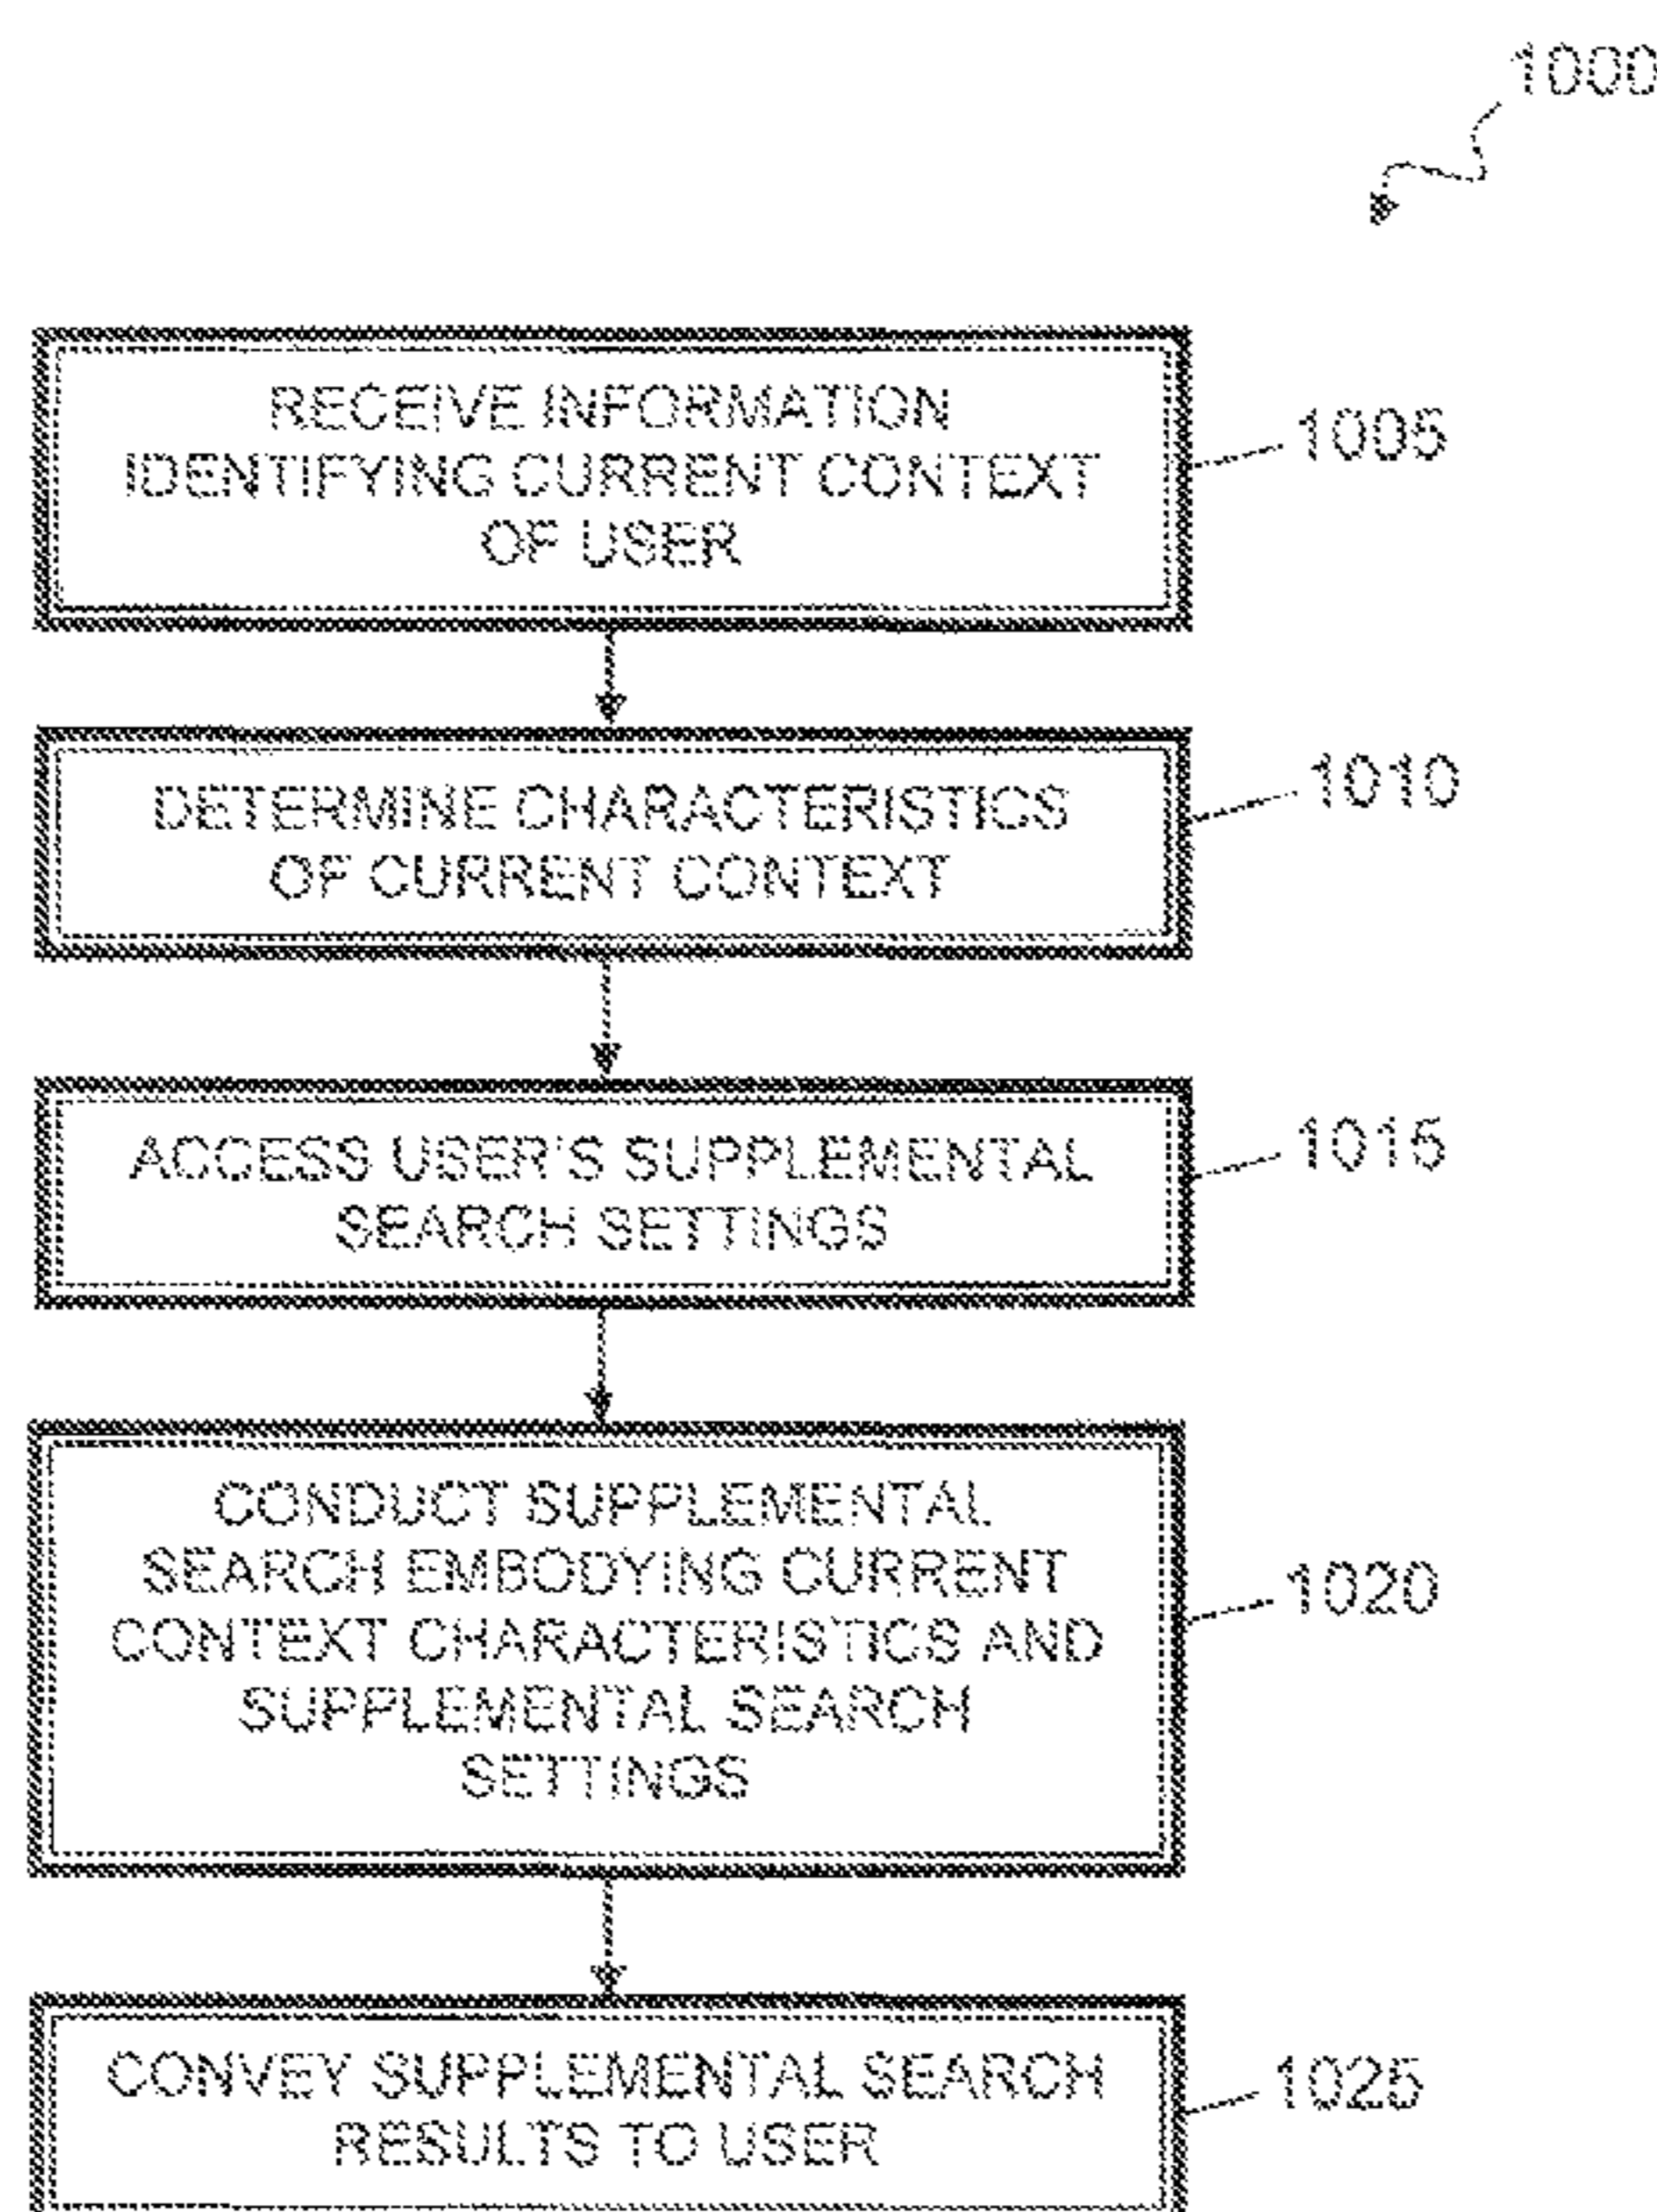 1000
RECEIVE INFORMATION
IDENTIFYING CURRENT CONTEXT
OF USER
1005
DETERMINE CHARACTERISTICS
OF CURRENT CONTEXT
1010
ACCESS USER'S SUPPLEMENTAL
SEARCH SETTINGS
1015
CONDUCT SUPPLEMENTAL
SEARCH EMBODYING CURRENT
CONTEXT CHARACTERISTICS AND
SUPPLEMENTAL SEARCH
SETTINGS
1020
CONVEY SUPPLEMENTAL SEARCH
RESULTS TO USER
1025